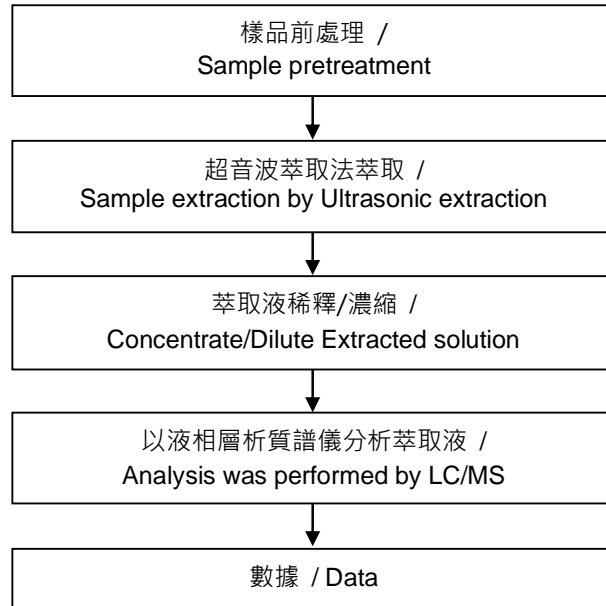 樣品前處理 /
Sample pretreatment
超音波萃取法萃取 /
Sample extraction by Ultrasonic extraction
萃取液稀釋/濃縮 /
Concentrate/Dilute Extracted solution
以液相層析質譜儀分析萃取液 /
Analysis was performed by LC/MS
數據 / Data